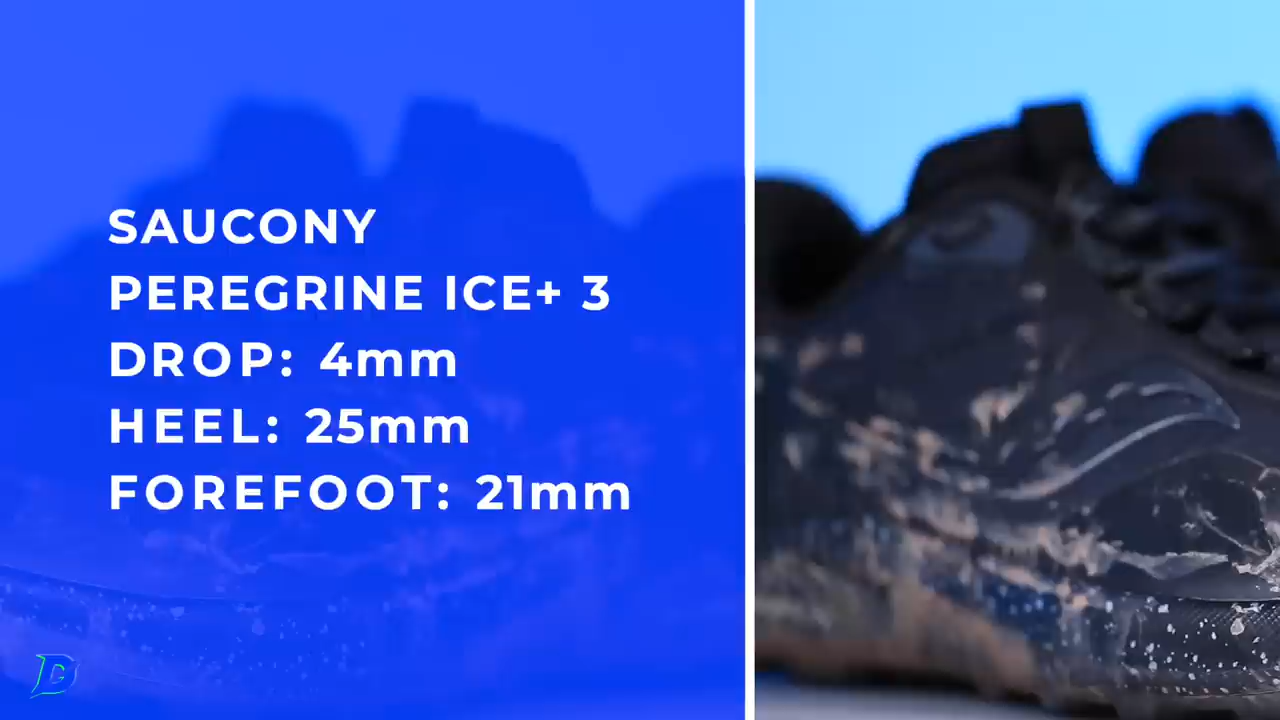 SAUCONY
PEREGRINE ICE+ 3
DROP: 4mm
HEEL: 25mm
FOREFOOT: 21mm